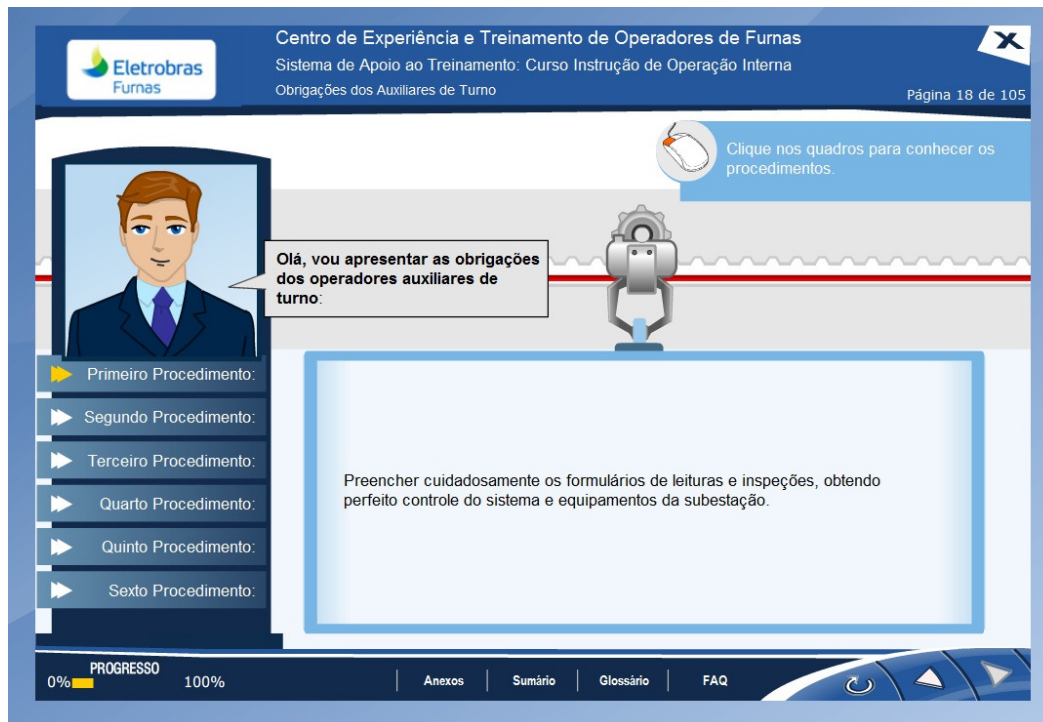 Eletrobras
Furnas
Centro de Experiência e Treinamento de Operadores de Furnas
Sistema de Apoio ao Treinamento: Curso Instrução de Operação Interna
Obrigações dos Auxiliares de Turno
Página 18 de 105
Clique nos quadros para conhecer os
procedimentos.
Olá, vou apresentar as obrigações
dos operadores auxiliares de
turno:
Primeiro Procedimento:
Segundo Procedimento:
Terceiro Procedimento:
Quarto Procedimento:
Quinto Procedimento:
Sexto Procedimento:
Preencher cuidadosamente os formulários de leituras e inspeções, obtendo
perfeito controle do sistema e equipamentos da subestação.
PROGRESSO
0% 100%
Anexos Sumário Glossário FAQ